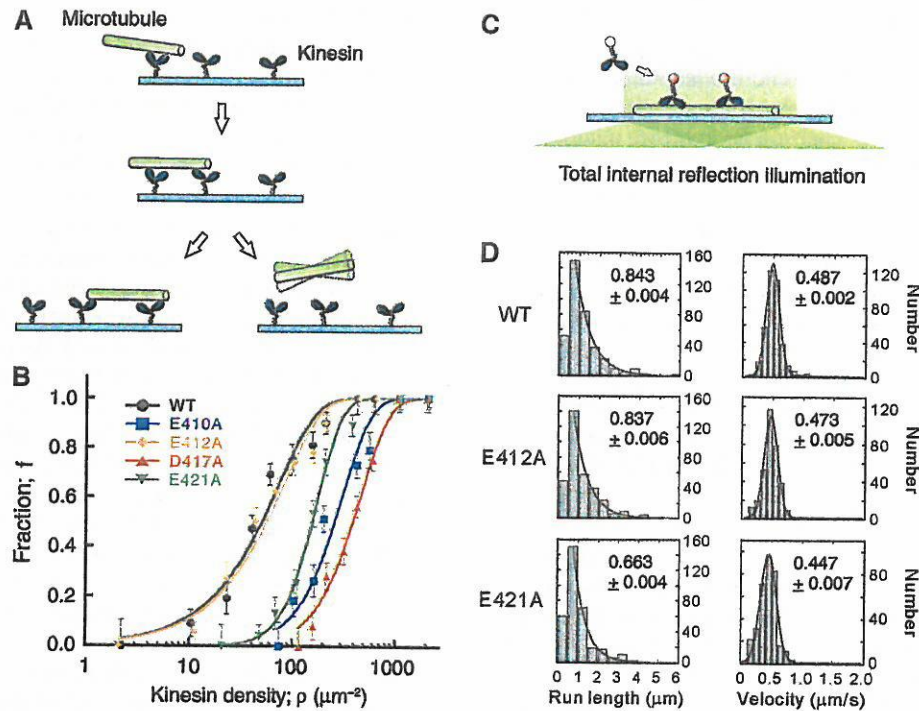 A
Microtubule
Kinesin
B
Fraction; f
1.0
0.8
0.6
0.4
0.2
0.0
WT
E410A
E412A
D417A
E421A
1
10
100
1000
Kinesin density; ρ (μm⁻²)
C
Total internal reflection illumination
D
WT
0.843
± 0.004
160
120
80
40
0
0.487
± 0.002
120
80
40
0
Number
E412A
0.837
± 0.006
160
120
80
40
0
0.473
± 0.005
120
80
40
0
Number
E421A
0.663
± 0.004
160
120
80
40
0
0.447
± 0.007
80
40
0
Number
0 1 2 3 4 5 6
Run length (μm)
0 0.5 1.0 1.5 2.0
Velocity (μm/s)